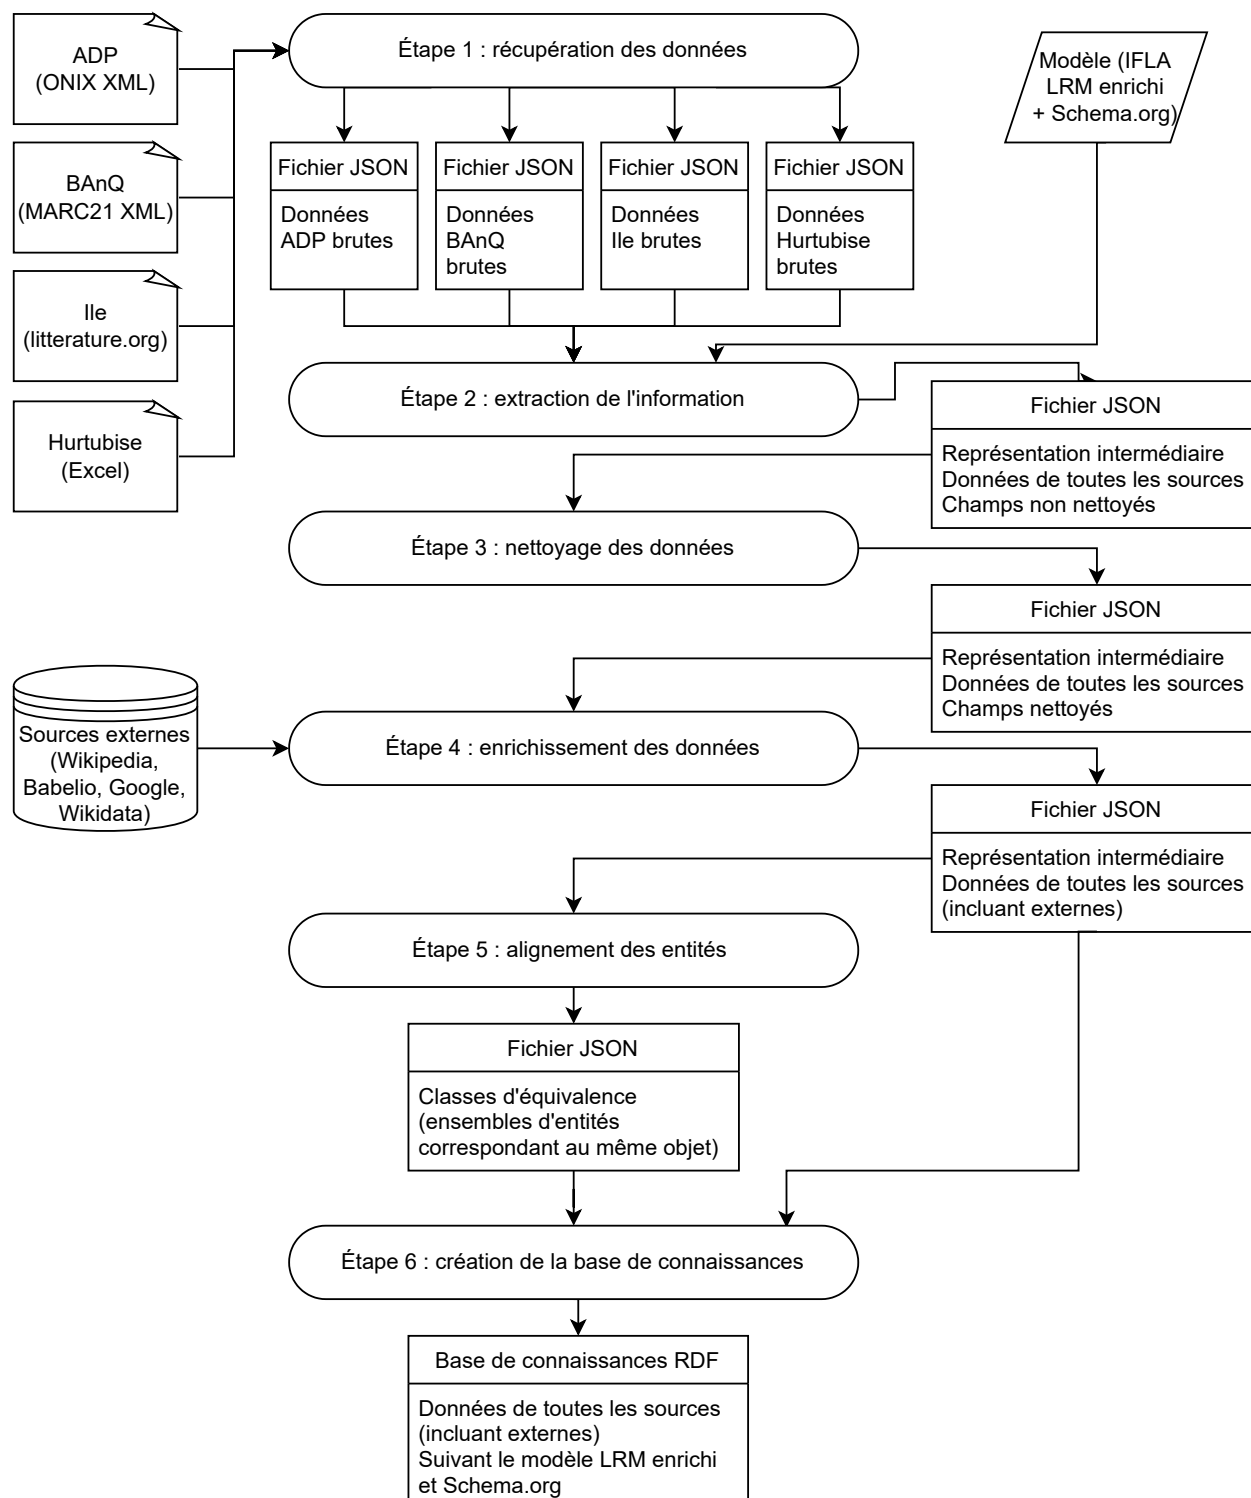 ADP
(ONIX XML)
Étape 1 : récupération des données
Modèle (IFLA
LRM enrichi
+ Schema.org)
BAnQ
(MARC21 XML)
Fichier JSON
Données
ADP brutes
Fichier JSON
Données
BAnQ
brutes
Fichier JSON
Données
Ile brutes
Fichier JSON
Données
Hurtubise
brutes
Ile
(litterature.org)
Hurtubise
(Excel)
Étape 2 : extraction de l'information
Fichier JSON
Représentation intermédiaire
Données de toutes les sources
Champs non nettoyés
Étape 3 : nettoyage des données
Fichier JSON
Représentation intermédiaire
Données de toutes les sources
Champs nettoyés
Sources externes
(Wikipedia,
Babelio, Google,
Wikidata)
Étape 4 : enrichissement des données
Fichier JSON
Représentation intermédiaire
Données de toutes les sources
(incluant externes)
Étape 5 : alignement des entités
Fichier JSON
Classes d'équivalence
(ensembles d'entités
correspondant au même objet)
Étape 6 : création de la base de connaissances
Base de connaissances RDF
Données de toutes les sources
(incluant externes)
Suivant le modèle LRM enrichi
et Schema.org